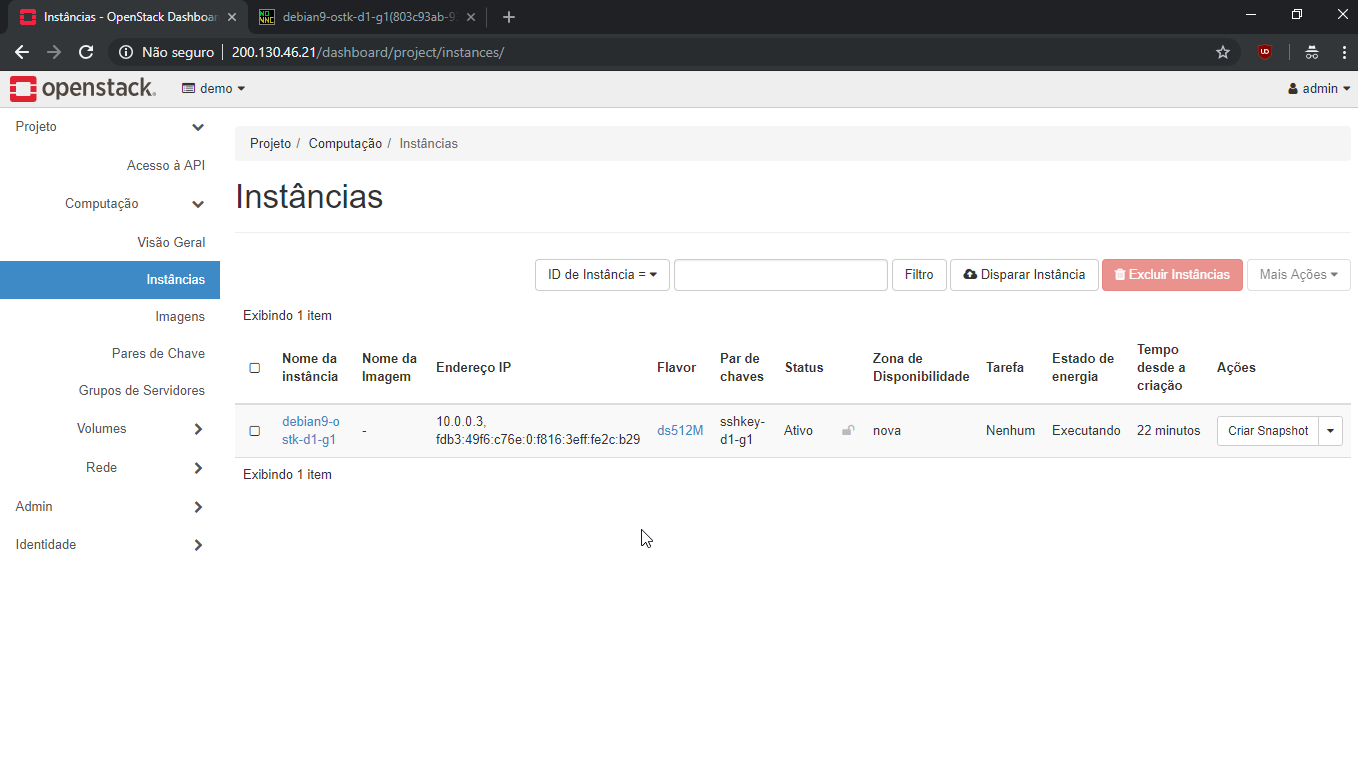 Instâncias - OpenStack Dashboar
debian9-ostk-d1-g1(803c93ab-93
Não seguro
200.130.46.21/dashboard/project/instances/
openstack.
demo
admin
Projeto
Acesso à API
Computação
Visão Geral
Instâncias
Imagens
Pares de Chave
Grupos de Servidores
Volumes
Rede
Admin
Identidade
Projeto / Computação / Instâncias
Instâncias
ID de Instância =
Filtro
Disparar Instância
Excluir Instâncias
Mais Ações
Exibindo 1 item
Nome da instância
Nome da Imagem
Endereço IP
Flavor
Par de chaves
Status
Zona de Disponibilidade
Tarefa
Estado de energia
Tempo desde a criação
Ações
debian9-o
stk-d1-g1
-
10.0.0.3,
fdb3:49f6:c76e:0:f816:3eff:fe2c:b29
ds512M
sshkey-
d1-g1
Ativo
nova
Nenhum
Executando
22 minutos
Criar Snapshot
Exibindo 1 item